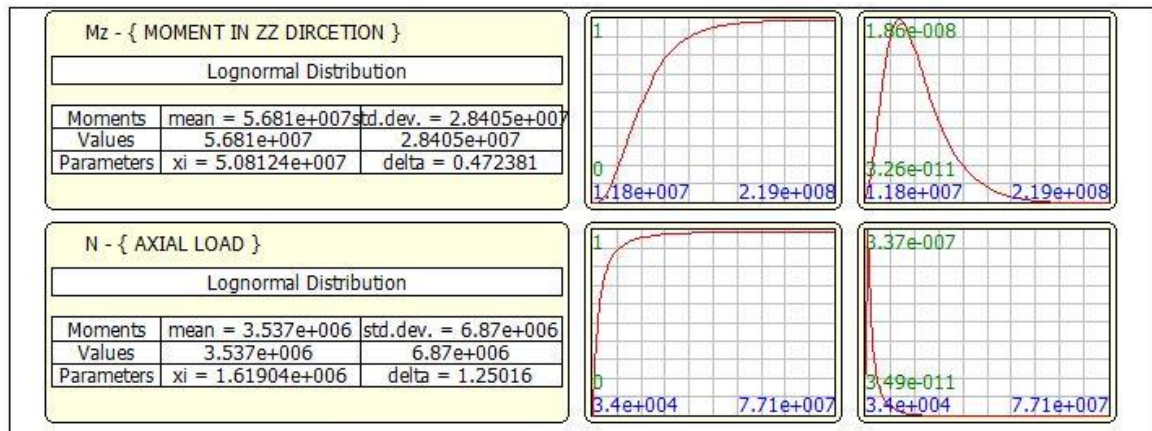 Mz - { MOMENT IN ZZ DIRCETION }
Lognormal Distribution
Moments mean = 5.681e+007 std.dev. = 2.8405e+007
Values 5.681e+007 2.8405e+007
Parameters xi = 5.08124e+007 delta = 0.472381
1
0
1.18e+007 2.19e+008
1.86e-008
3.26e-011
1.18e+007 2.19e+008
N - { AXIAL LOAD }
Lognormal Distribution
Moments mean = 3.537e+006 std.dev. = 6.87e+006
Values 3.537e+006 6.87e+006
Parameters xi = 1.61904e+006 delta = 1.25016
1
0
3.4e+004 7.71e+007
3.37e-007
3.49e-011
3.4e+004 7.71e+007